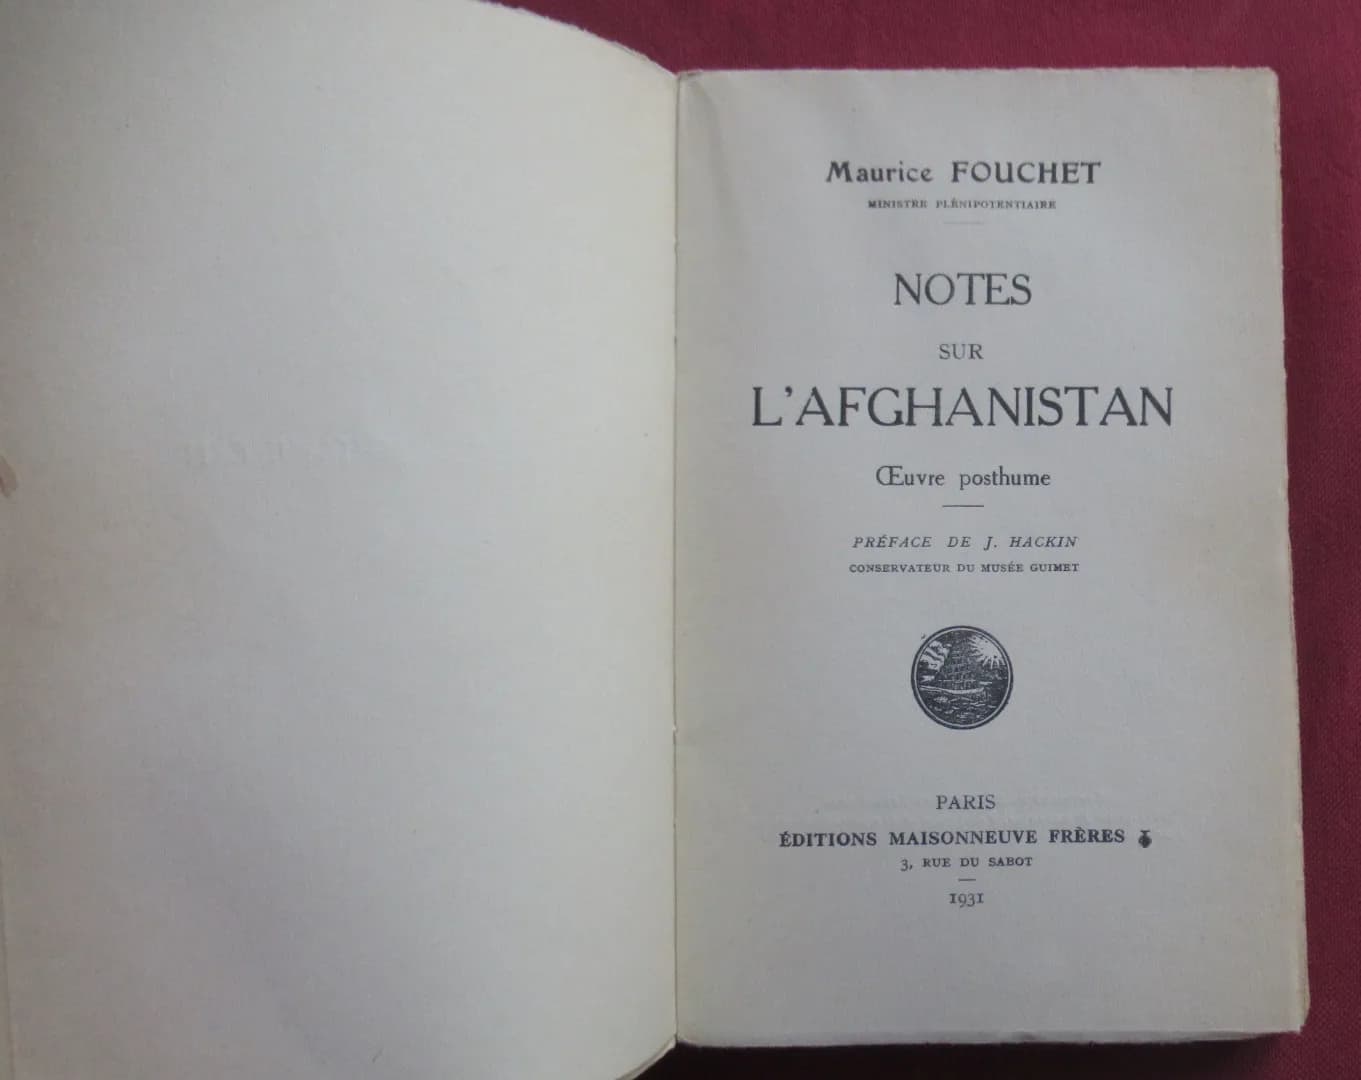 Maurice FOUCHET
MINISTRE PLÉNIPOTENTIAIRE
NOTES
SUR
L'AFGHANISTAN
Œuvre posthume
PRÉFACE DE J. HACKIN
CONSERVATEUR DU MUSÉE GUIMET
PARIS
ÉDITIONS MAISONNEUVE FRÈRES
3, RUE DU SABOT
1931